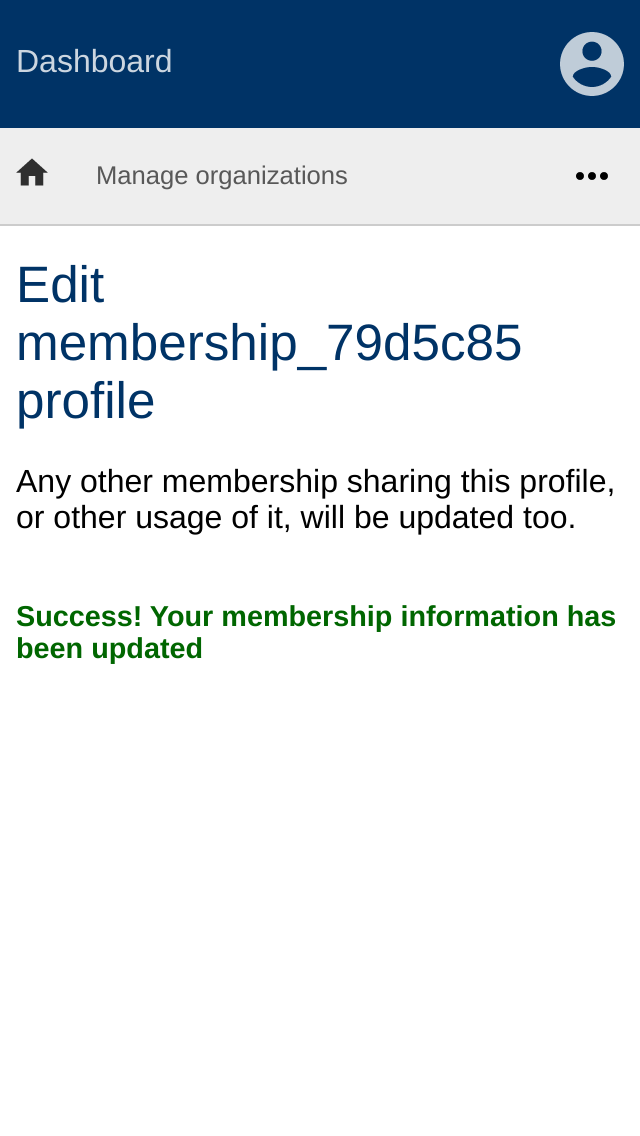 Dashboard
Manage organizations
Edit
membership_79d5c85
profile
Any other membership sharing this profile,
or other usage of it, will be updated too.
Success! Your membership information has
been updated